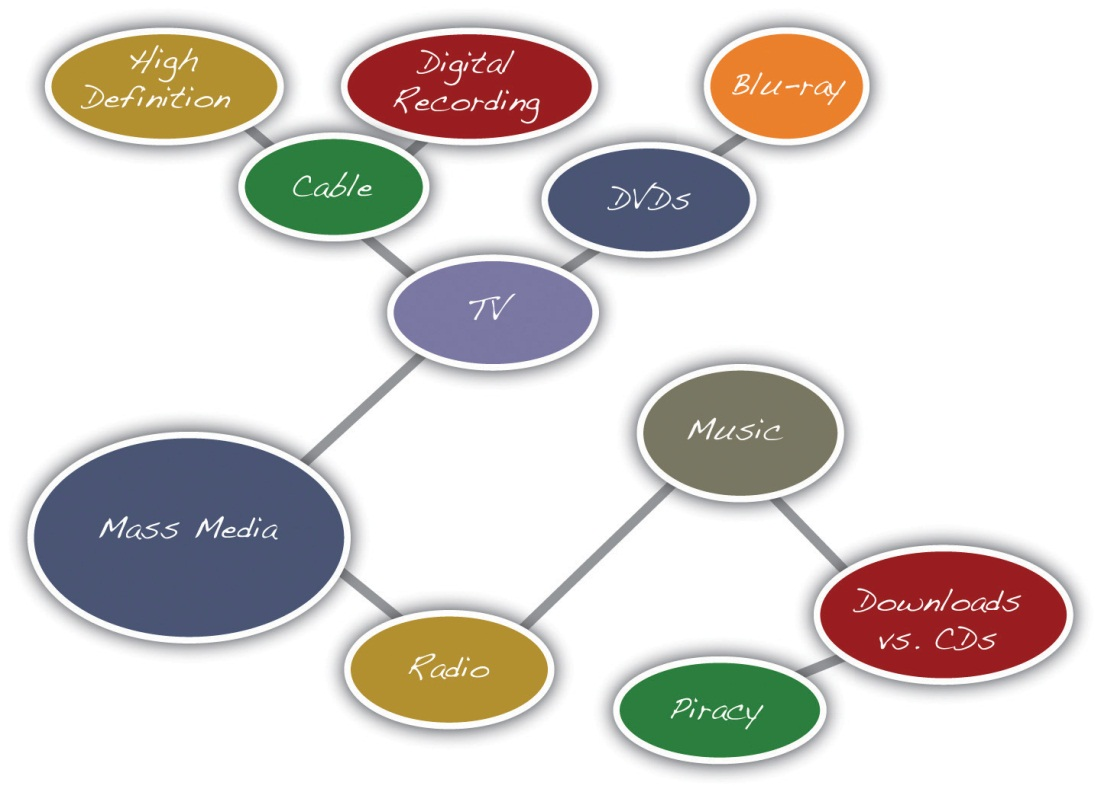 High
Definition
Digital
Recording
Blu-ray
Cable
DVDs
TV
Music
Mass Media
Downloads
vs. CDs
Radio
Piracy